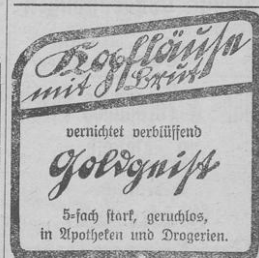 Kopfläuse
mit Brut
vernichtet verblüffend
Goldgeist
5-fach stark, geruchlos,
in Apotheken und Drogerien.